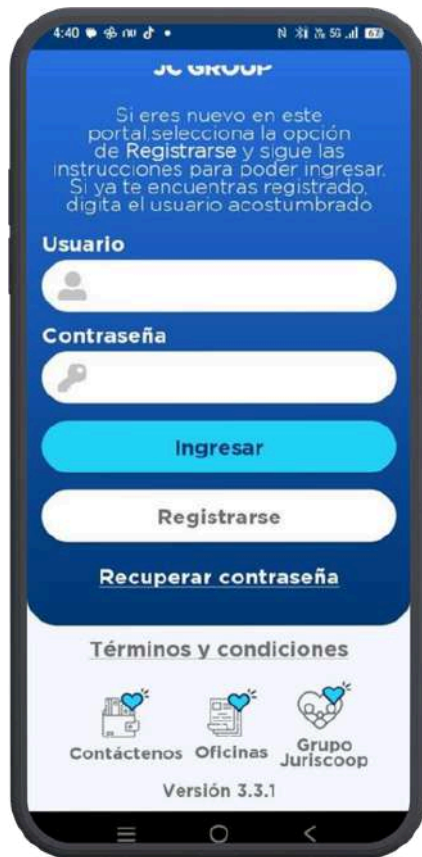 4:40
5G
67
JC GROUP
Si eres nuevo en este
portal,selecciona la opción
de Registrarse y sigue las
instrucciones para poder ingresar.
Si ya te encuentras registrado,
digita el usuario acostumbrado
Usuario
Contraseña
Ingresar
Registrarse
Recuperar contraseña
Términos y condiciones
Contáctenos
Oficinas
Grupo
Juriscoop
Versión 3.3.1